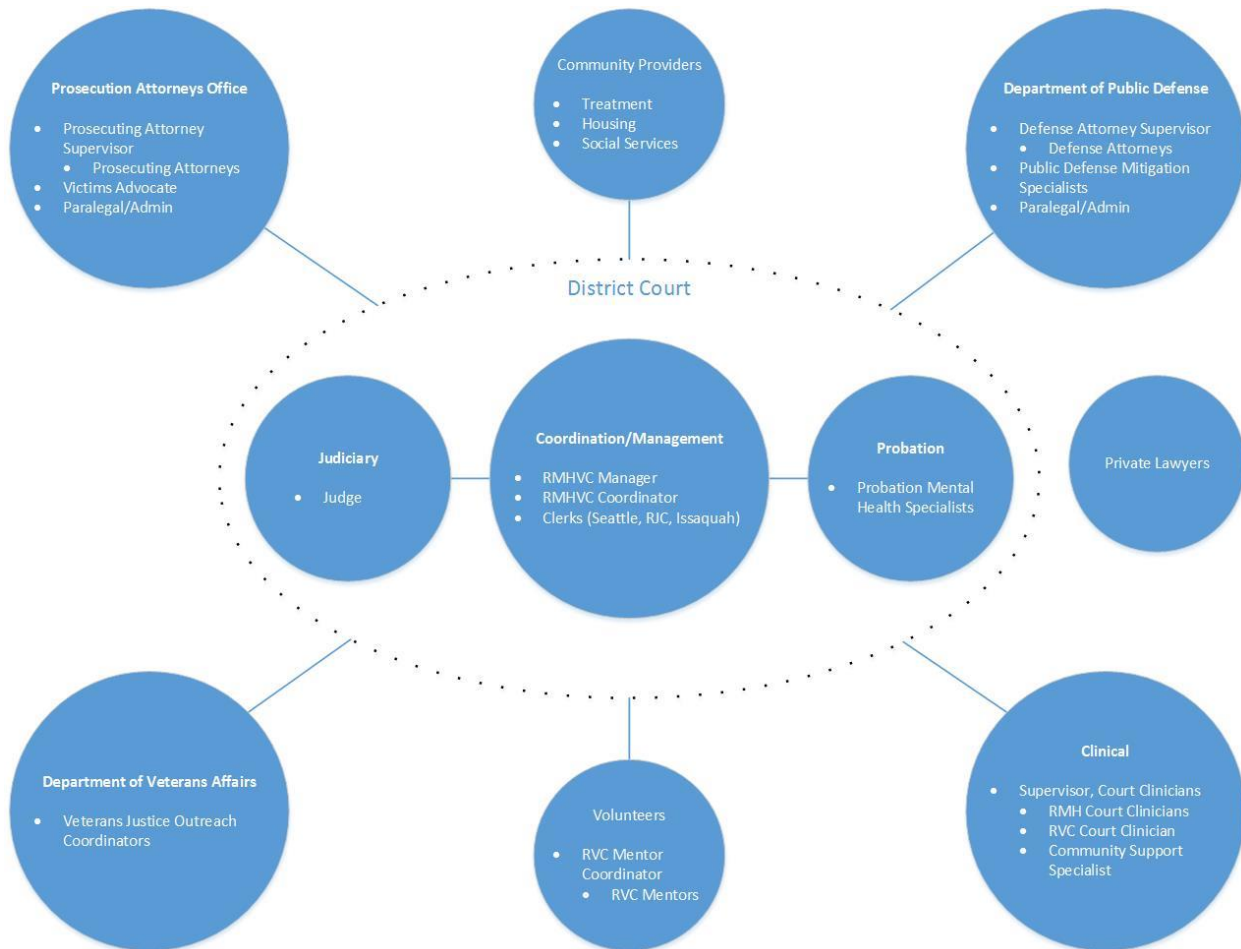 Prosecution Attorneys Office
• Prosecuting Attorney
Supervisor
• Prosecuting Attorneys
• Victims Advocate
• Paralegal/Admin
Community Providers
• Treatment
• Housing
• Social Services
Department of Public Defense
• Defense Attorney Supervisor
• Defense Attorneys
• Public Defense Mitigation
Specialists
• Paralegal/Admin
District Court
Judiciary
• Judge
Coordination/Management
• RMHVC Manager
• RMHVC Coordinator
• Clerks (Seattle, RJC, Issaquah)
Probation
• Probation Mental
Health Specialists
Private Lawyers
Department of Veterans Affairs
• Veterans Justice Outreach
Coordinators
Volunteers
• RVC Mentor
Coordinator
• RVC Mentors
Clinical
• Supervisor, Court Clinicians
• RMH Court Clinicians
• RVC Court Clinician
• Community Support
Specialist